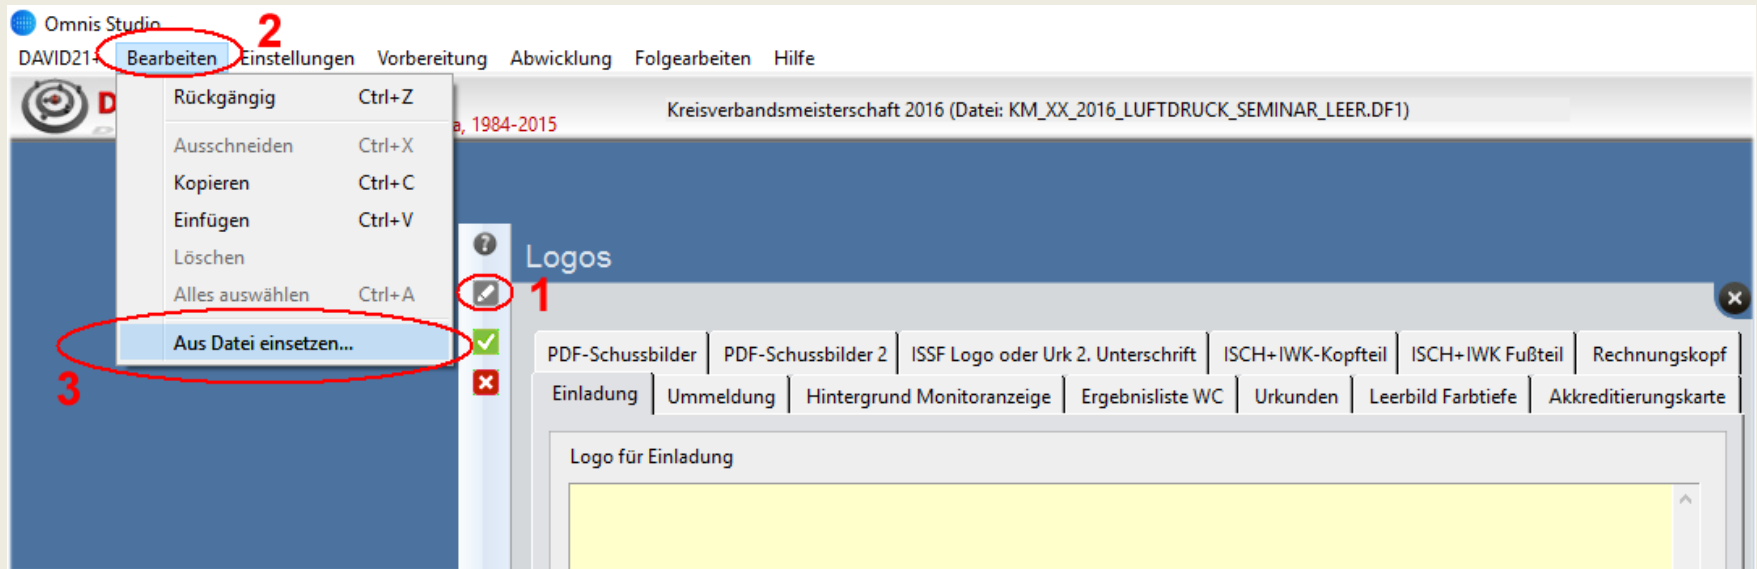 Omnis Studio
2
DAVID21+ Bearbeiten Einstellungen Vorbereitung Abwicklung Folgearbeiten Hilfe
Rückgängig Ctrl+Z
D
a, 1984-2015
Kreisverbandsmeisterschaft 2016 (Datei: KM_XX_2016_LUFTDRUCK_SEMINAR_LEER.DF1)
Ausschneiden Ctrl+X
Kopieren Ctrl+C
Einfügen Ctrl+V
Löschen
Alles auswählen Ctrl+A
Aus Datei einsetzen...
3
?
Logos
1
PDF-Schussbilder PDF-Schussbilder 2 ISSF Logo oder Urk 2. Unterschrift ISCH+IWK-Kopfteil ISCH+IWK Fußteil Rechnungskopf
Einladung Ummeldung Hintergrund Monitoranzeige Ergebnisliste WC Urkunden Leerbild Farbtiefe Akkreditierungskarte
Logo für Einladung